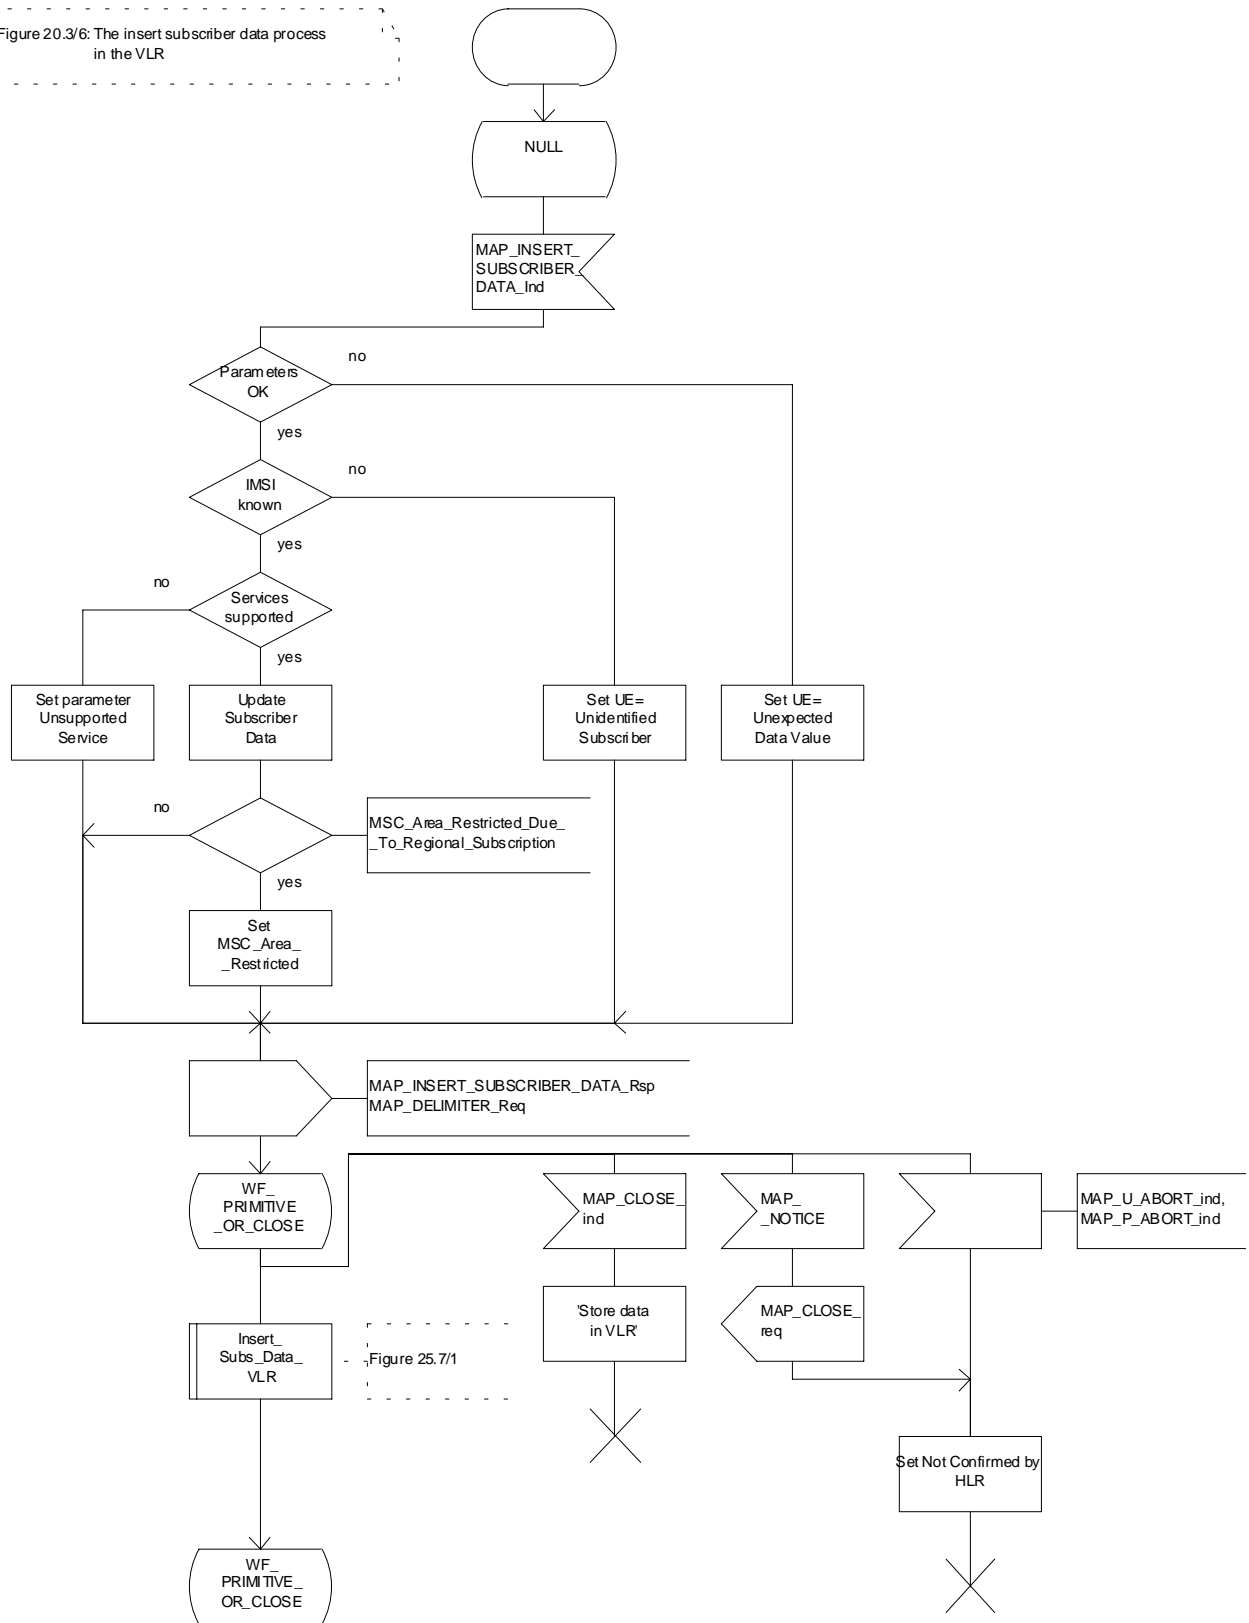 Figure 20.3/6: The insert subscriber data process
in the VLR
NULL
MAP_INSERT_
SUBSCRIBER_
DATA_Ind
no
Parameters
OK
yes
no
IMSI
known
yes
no
Services
supported
yes
Set parameter
Unsupported
Service
Update
Subscriber
Data
Set UE=
Unidentified
Subscriber
Set UE=
Unexpected
Data Value
no
MSC_Area_Restricted_Due_
_To_Regional_Subscription
yes
Set
MSC_Area_
_Restricted
MAP_INSERT_SUBSCRIBER_DATA_Rsp
MAP_DELIMITER_Req
WF_
PRIMITIVE
_OR_CLOSE
MAP_CLOSE_
ind
MAP_
_NOTICE
MAP_U_ABORT_ind,
MAP_P_ABORT_ind
'Store data
in VLR'
MAP_CLOSE_
req
Insert_
Subs_Data_
VLR
Figure 25.7/1
Set Not Confirmed by
HLR
WF_
PRIMITIVE_
OR_CLOSE